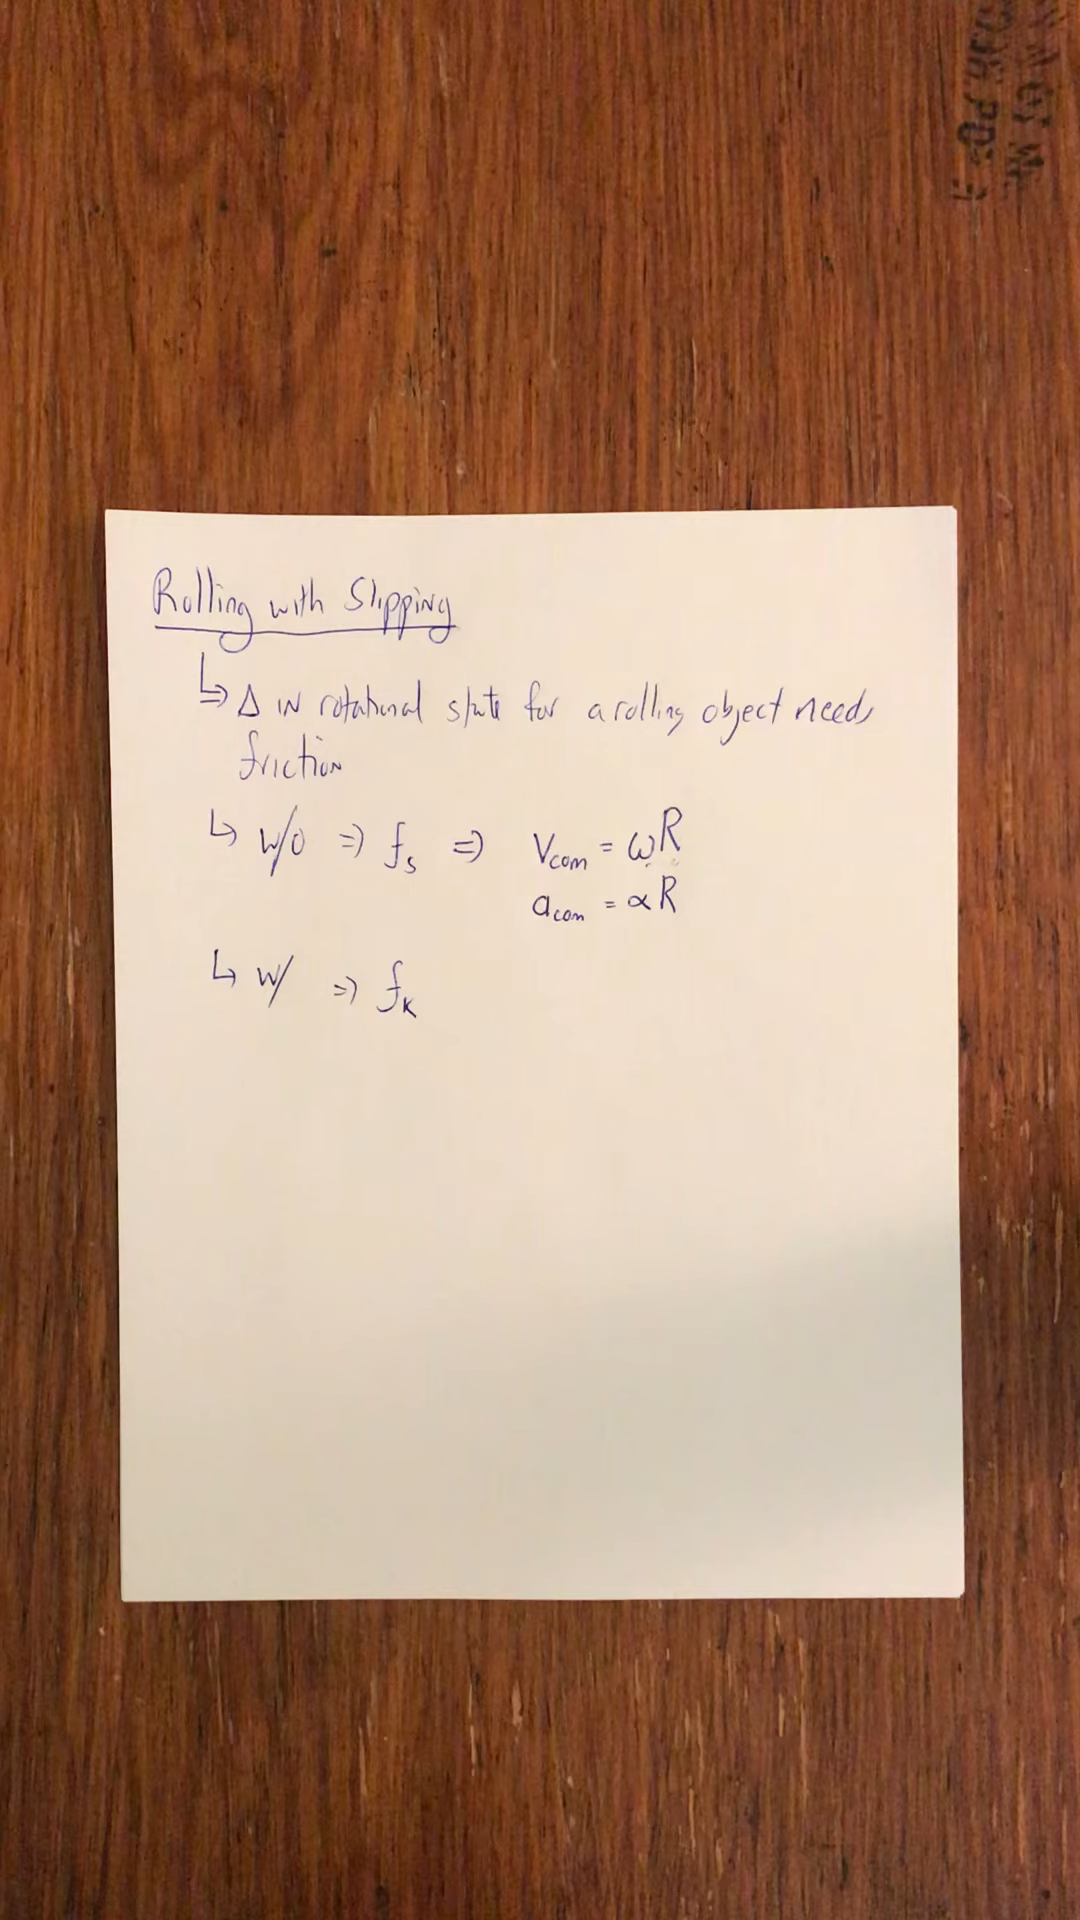 Rolling with Slipping
↳ Δ in rotational state for a rolling object needs
friction
↳ w/o ⇒ fs ⇒ Vcom = ωR
acom = αR
↳ w/ ⇒ fk